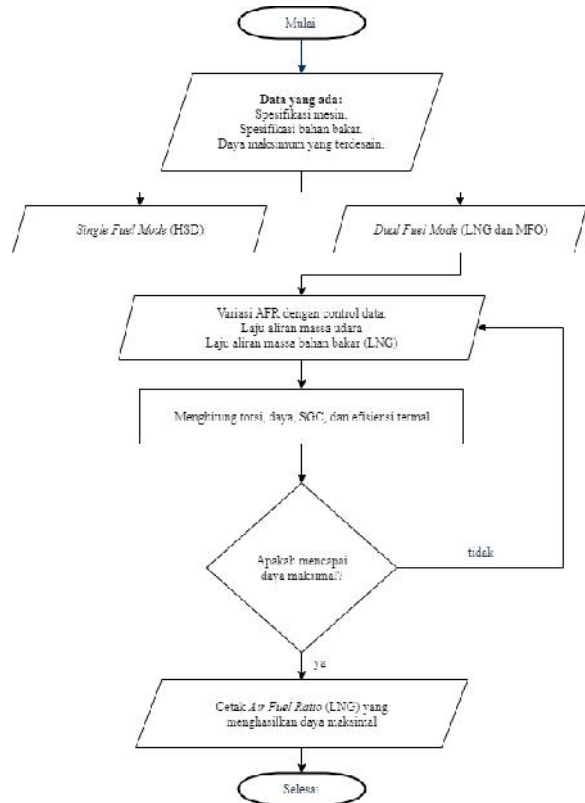 Mulai
Data yang ada:
Spesifikasi mesin.
Spesifikasi bahan bakar.
Daya maksimum yang terdesain.
Single Fuel Mode (HSD)
Dual Fuel Mode (LNG dan MFO)
Variasi AFR dengan control data.
Laju aliran massa udara
Laju aliran massa bahan bakar (LNG)
Menghitung torsi, daya, SGC, dan efisiensi termal
Apakah mencapai
daya maksimal?
tidak
ya
Cetak Air Fuel Ratio (LNG) yang
menghasilkan daya maksimal
Selesai